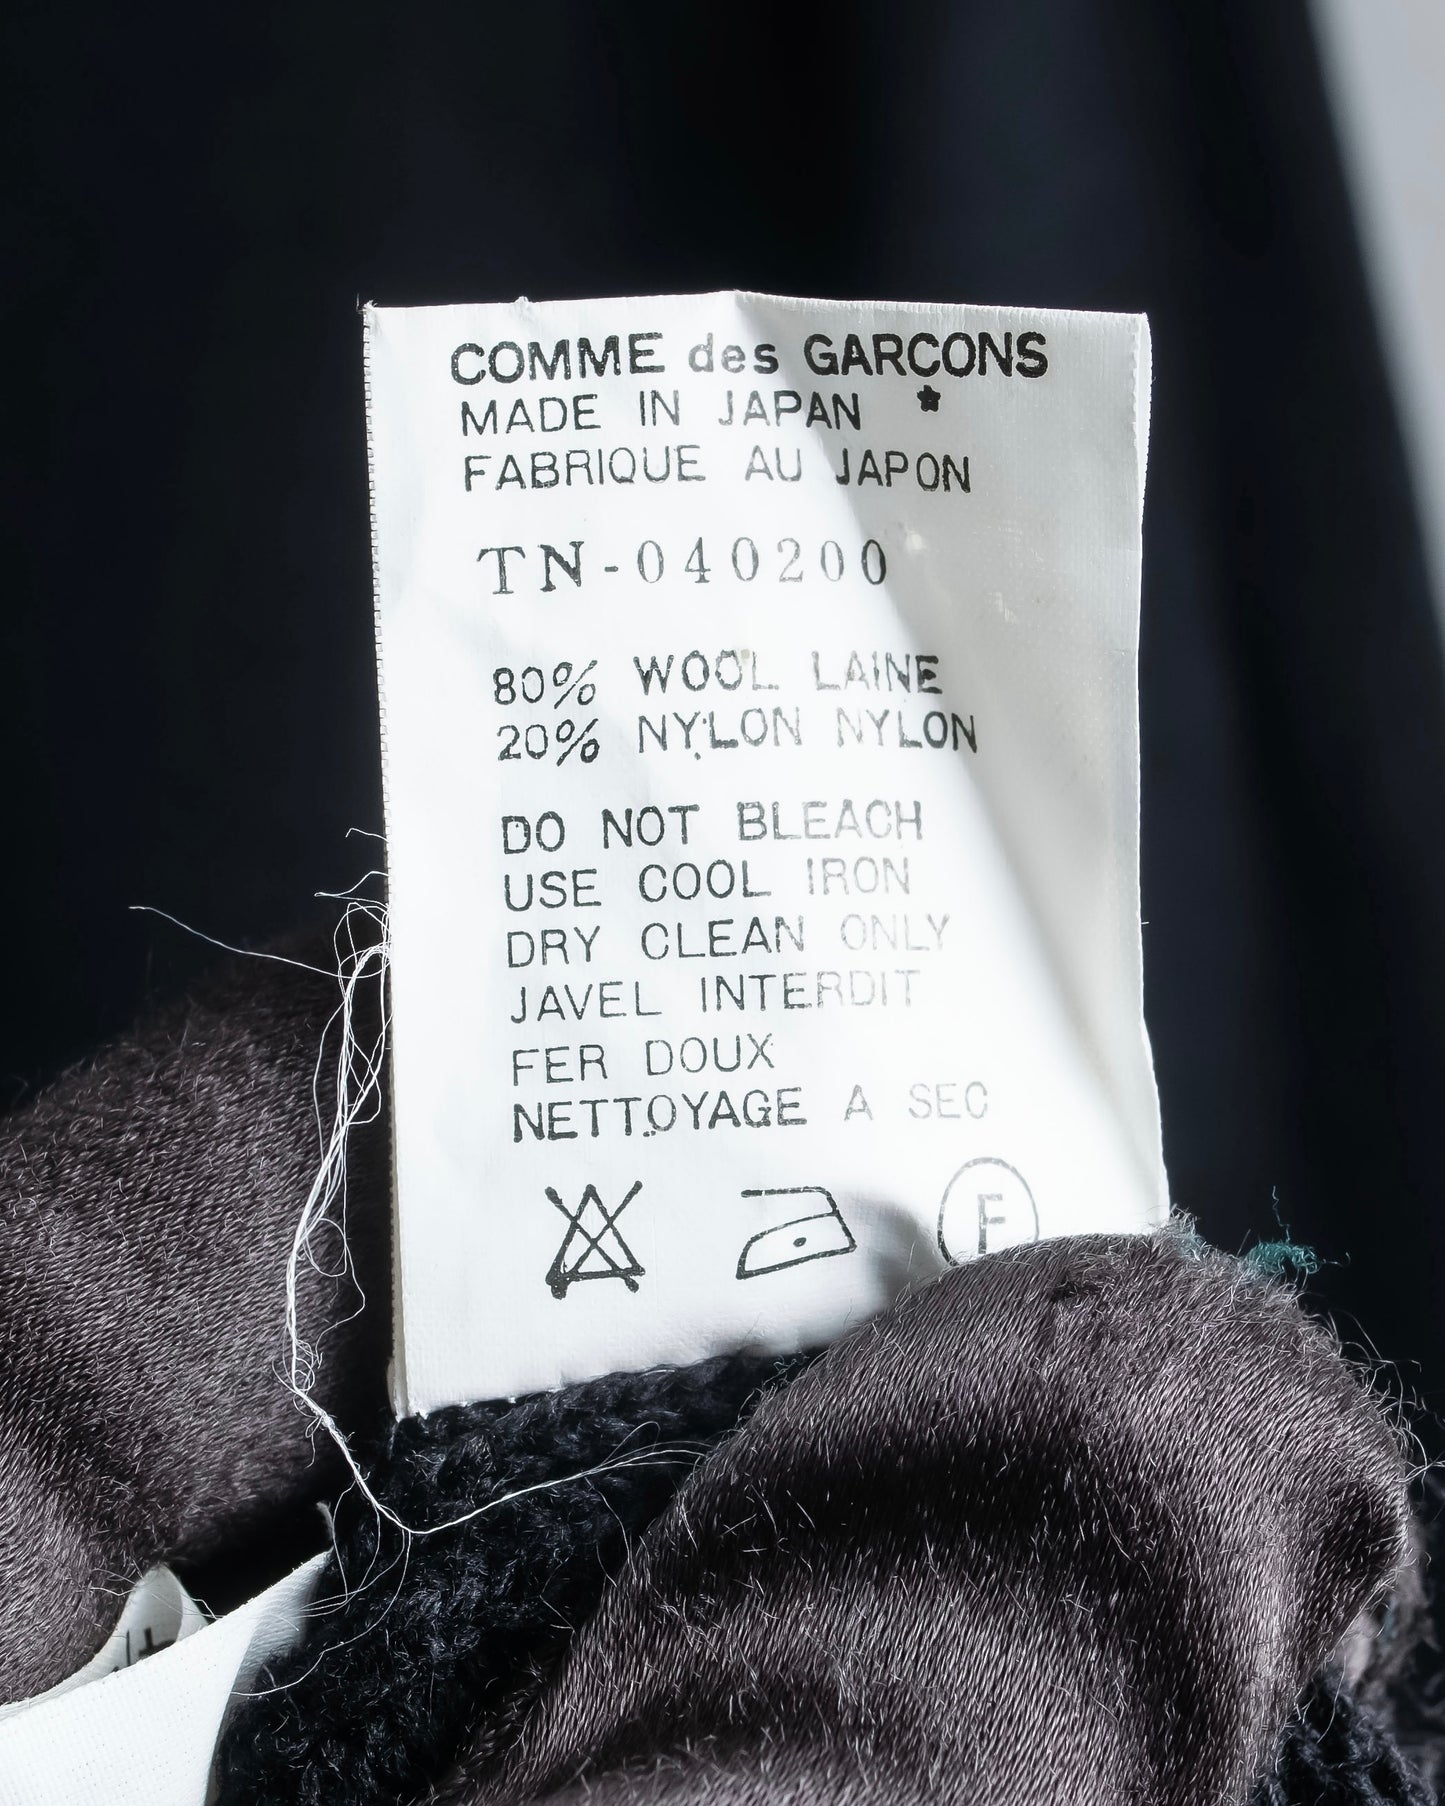 COMME des GARÇONS
MADE IN JAPAN
FABRIQUE AU JAPON
TN-040200
80% WOOL LAINE
20% NYLON NYLON
DO NOT BLEACH
USE COOL IRON
DRY CLEAN ONLY
JAVEL INTERDIT
FER DOUX
NETTOYAGE A SEC
F